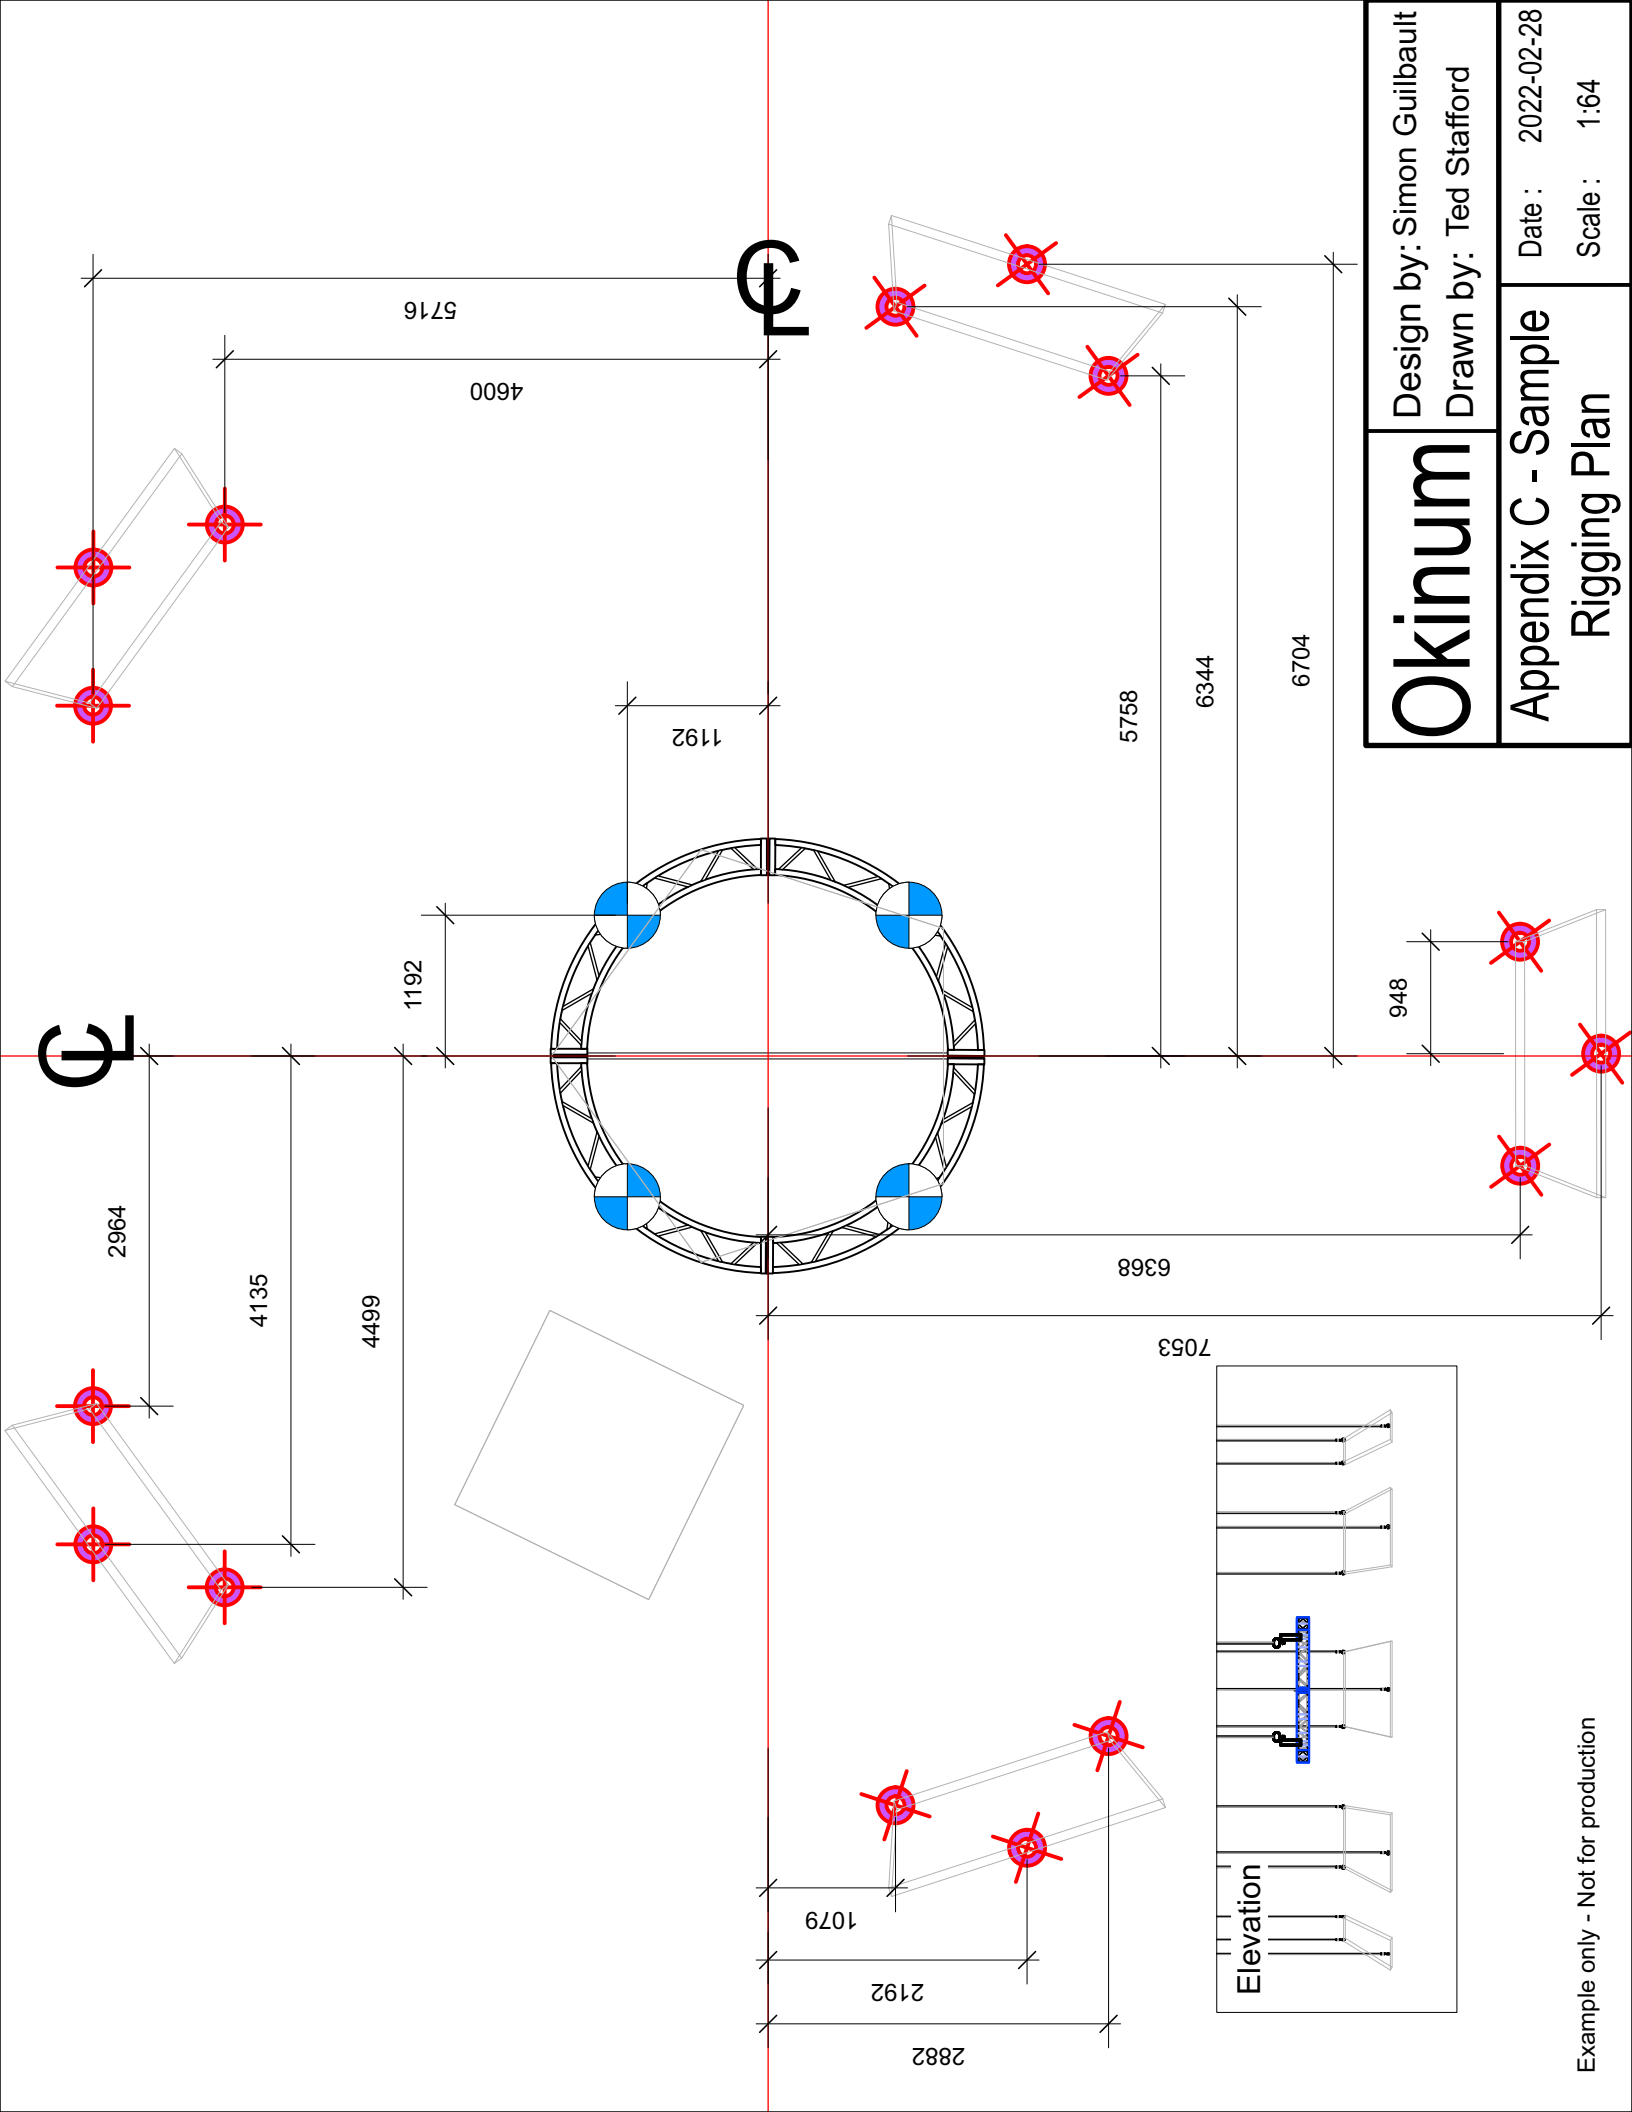 Okinum
Design by: Simon Guilbault
Drawn by: Ted Stafford
Appendix C - Sample
Rigging Plan
Date : 2022-02-28
Scale : 1:64
CL
CL
5716
4600
1192
1192
2964
4135
4499
5758
6344
6704
948
6368
7053
1079
2192
2882
Elevation
Example only - Not for production